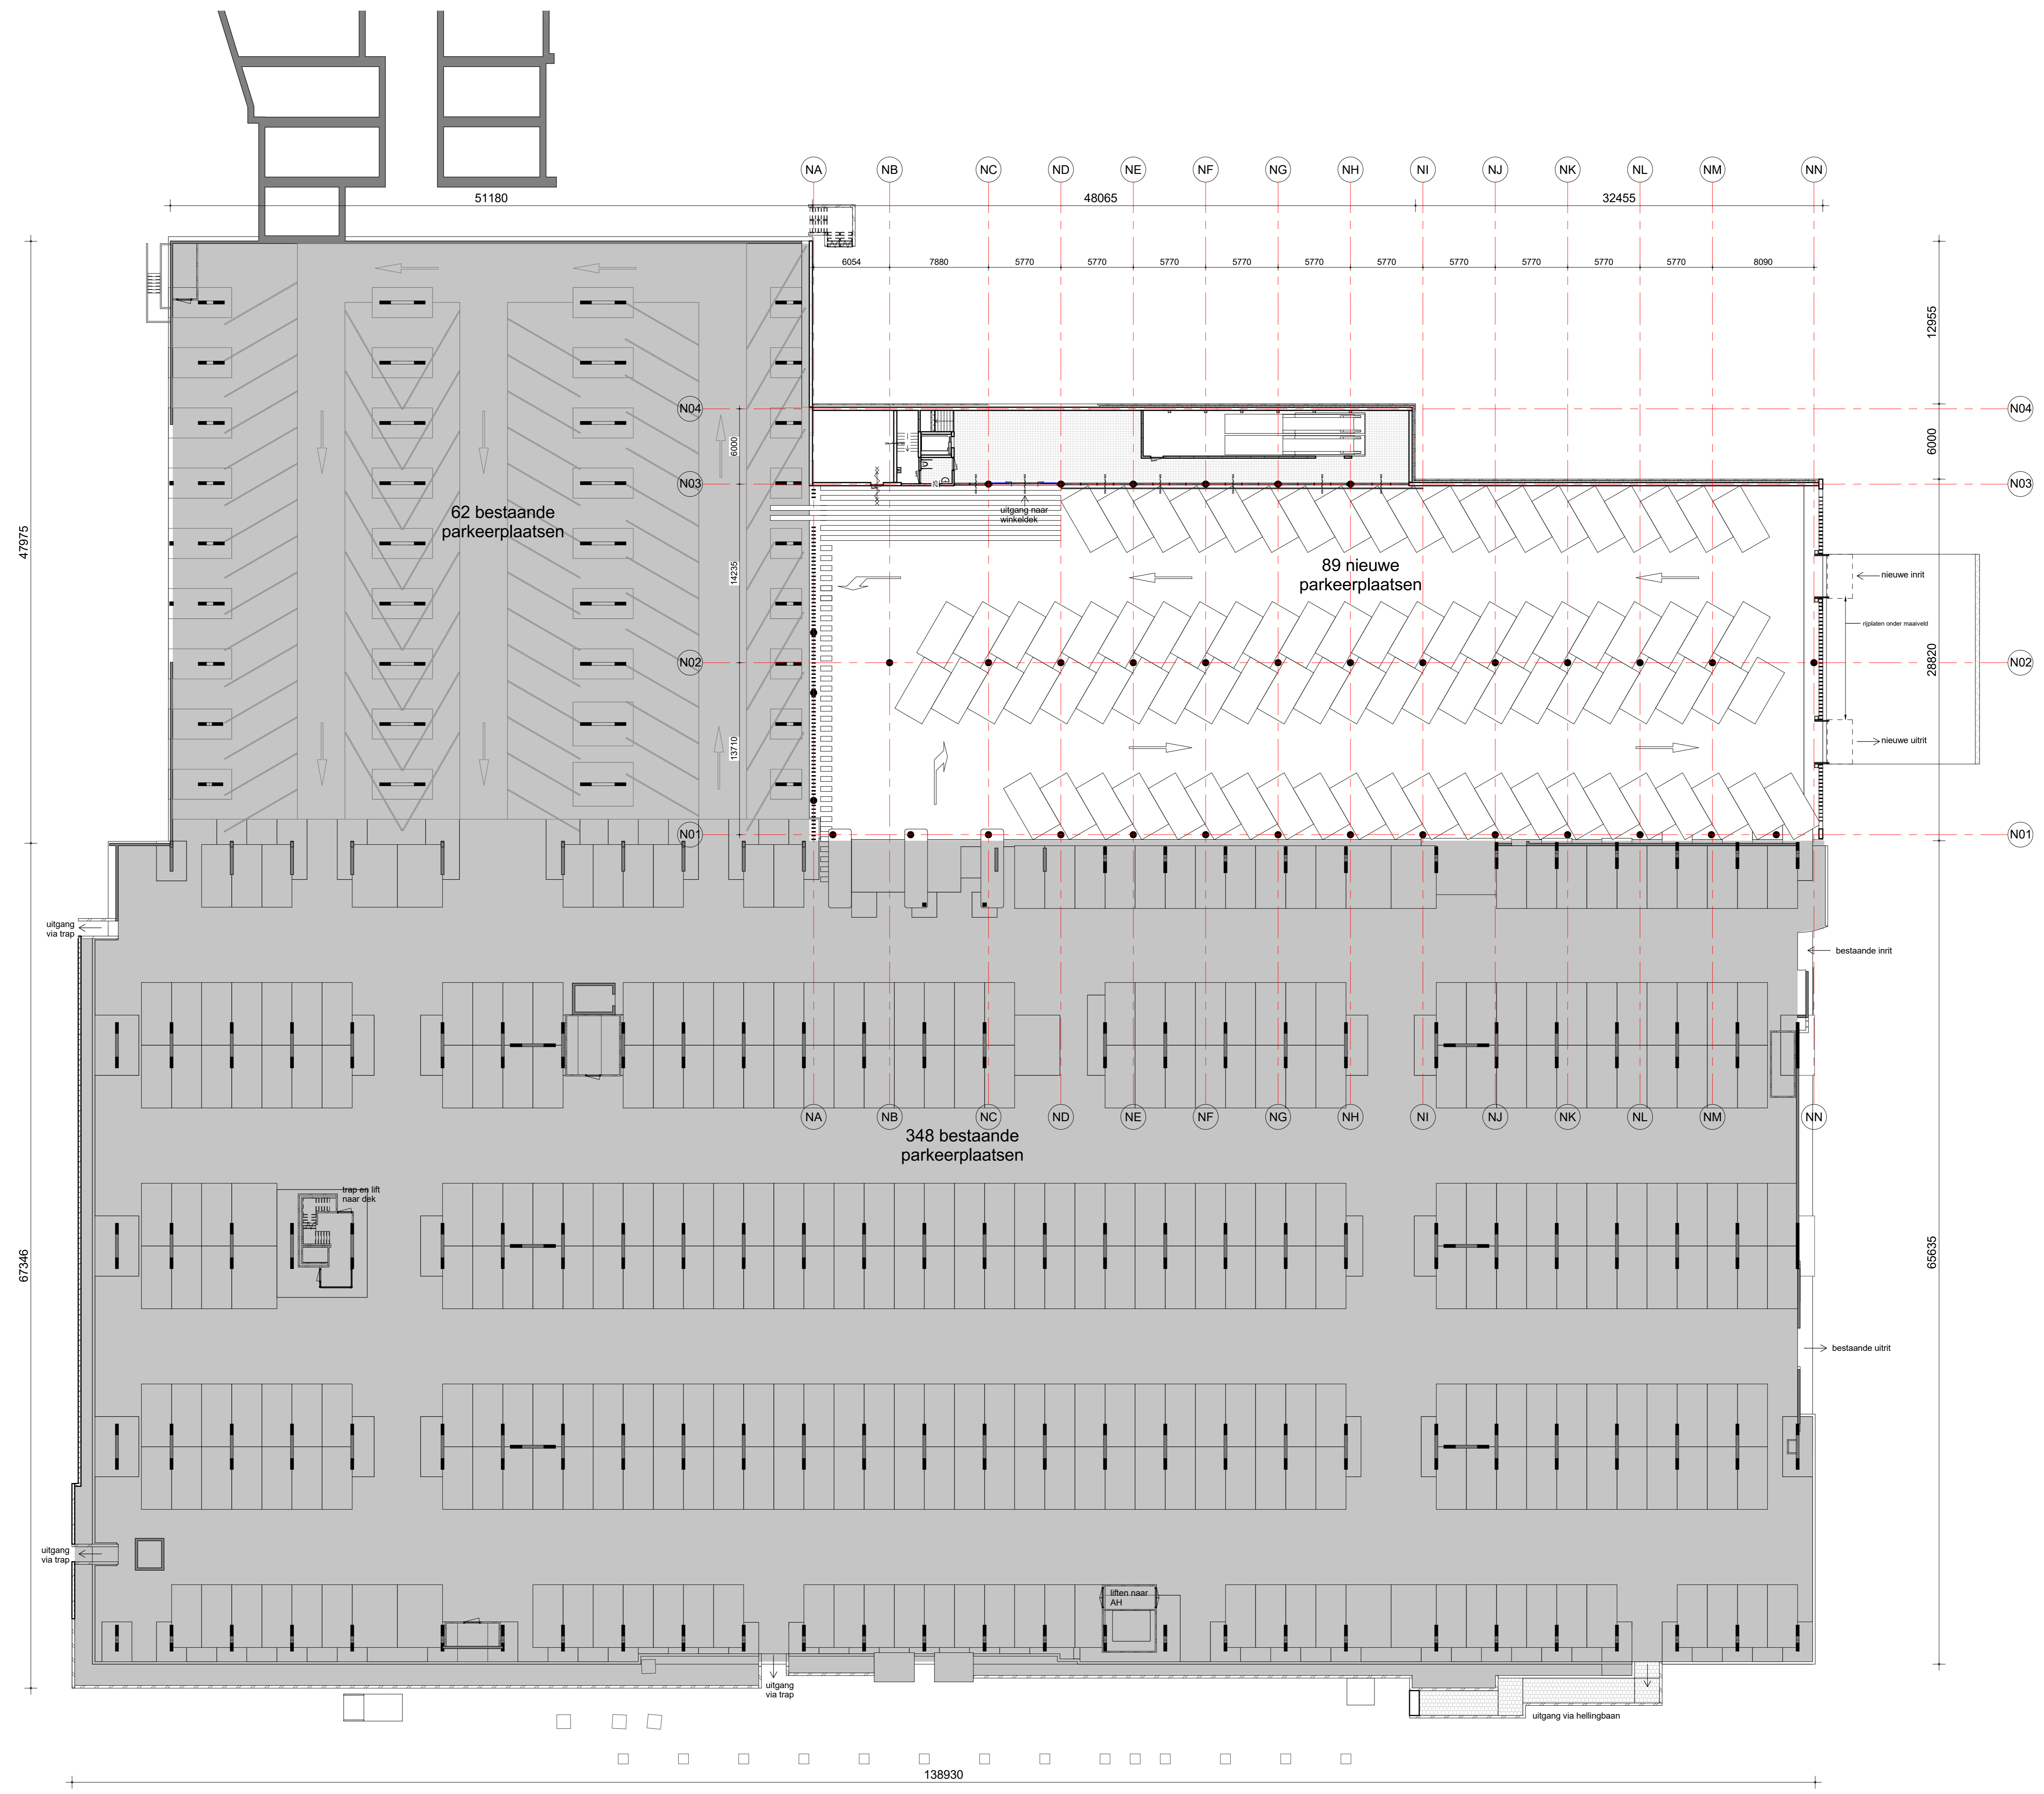 NA NB NC ND NE NF NG NH NI NJ NK NL NM NN
51180 48065 32455
6054 7880 5770 5770 5770 5770 5770 5770 5770 5770 5770 5770 8090
12955
N04 N04
6000 6000
N03 N03
62 bestaande
parkeerplaatsen
uitgang naar
winkeldek
47975
14235
89 nieuwe
parkeerplaatsen
nieuwe inrit
rijplaten onder maaiveld
N02 N02
28820
nieuwe uitrit
13710
N01 N01
uitgang
via trap
bestaande inrit
NA NB NC ND NE NF NG NH NI NJ NK NL NM NN
348 bestaande
parkeerplaatsen
trap en lift
naar dek
67346
65635
bestaande uitrit
uitgang
via trap
liften naar
AH
uitgang
via trap
uitgang via hellingbaan
138930